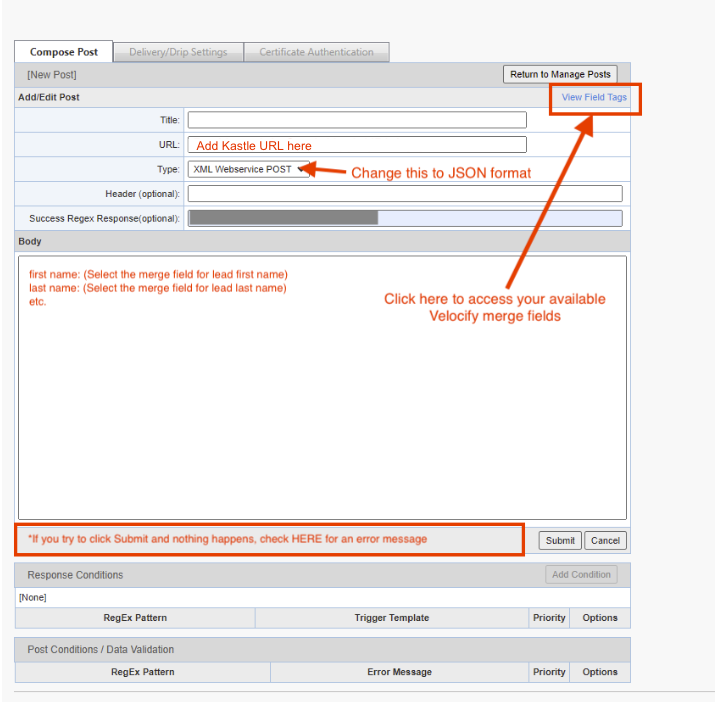 Compose Post
Delivery/Drip Settings
Certificate Authentication
[New Post]
Return to Manage Posts
Add/Edit Post
View Field Tags
Title:
URL:
Add Kastle URL here
Type:
XML Webservice POST
Change this to JSON format
Header (optional):
Success Regex Response(optional):
Body
first name: (Select the merge field for lead first name)
last name: (Select the merge field for lead last name)
etc.
Click here to access your available
Velocify merge fields
*If you try to click Submit and nothing happens, check HERE for an error message
Submit
Cancel
Response Conditions
Add Condition
[None]
RegEx Pattern
Trigger Template
Priority
Options
Post Conditions / Data Validation
RegEx Pattern
Error Message
Priority
Options